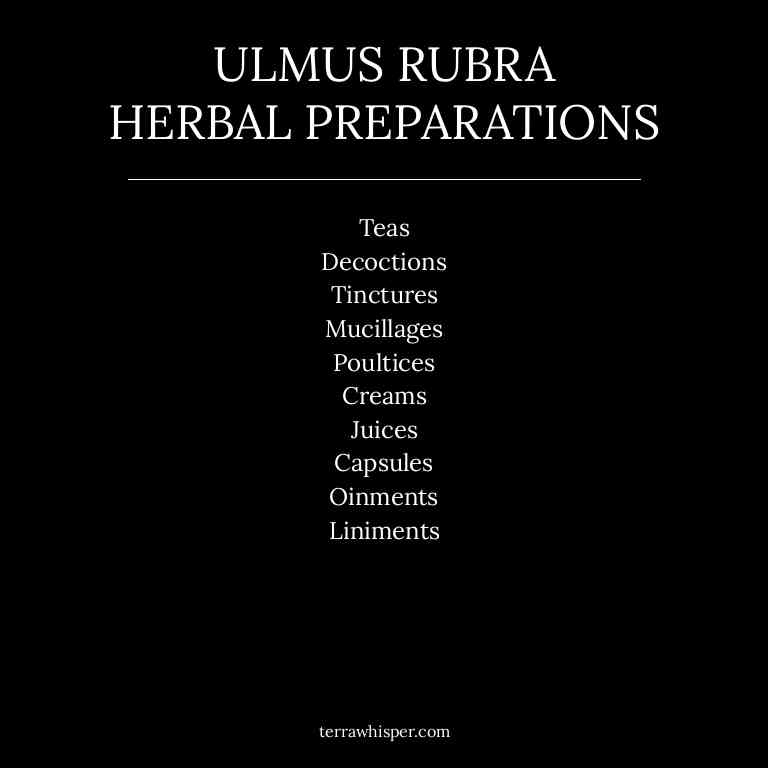 ULMUS RUBRA
HERBAL PREPARATIONS
Teas
Decoctions
Tinctures
Mucillages
Poultices
Creams
Juices
Capsules
Oinments
Liniments
terrawhisper.com